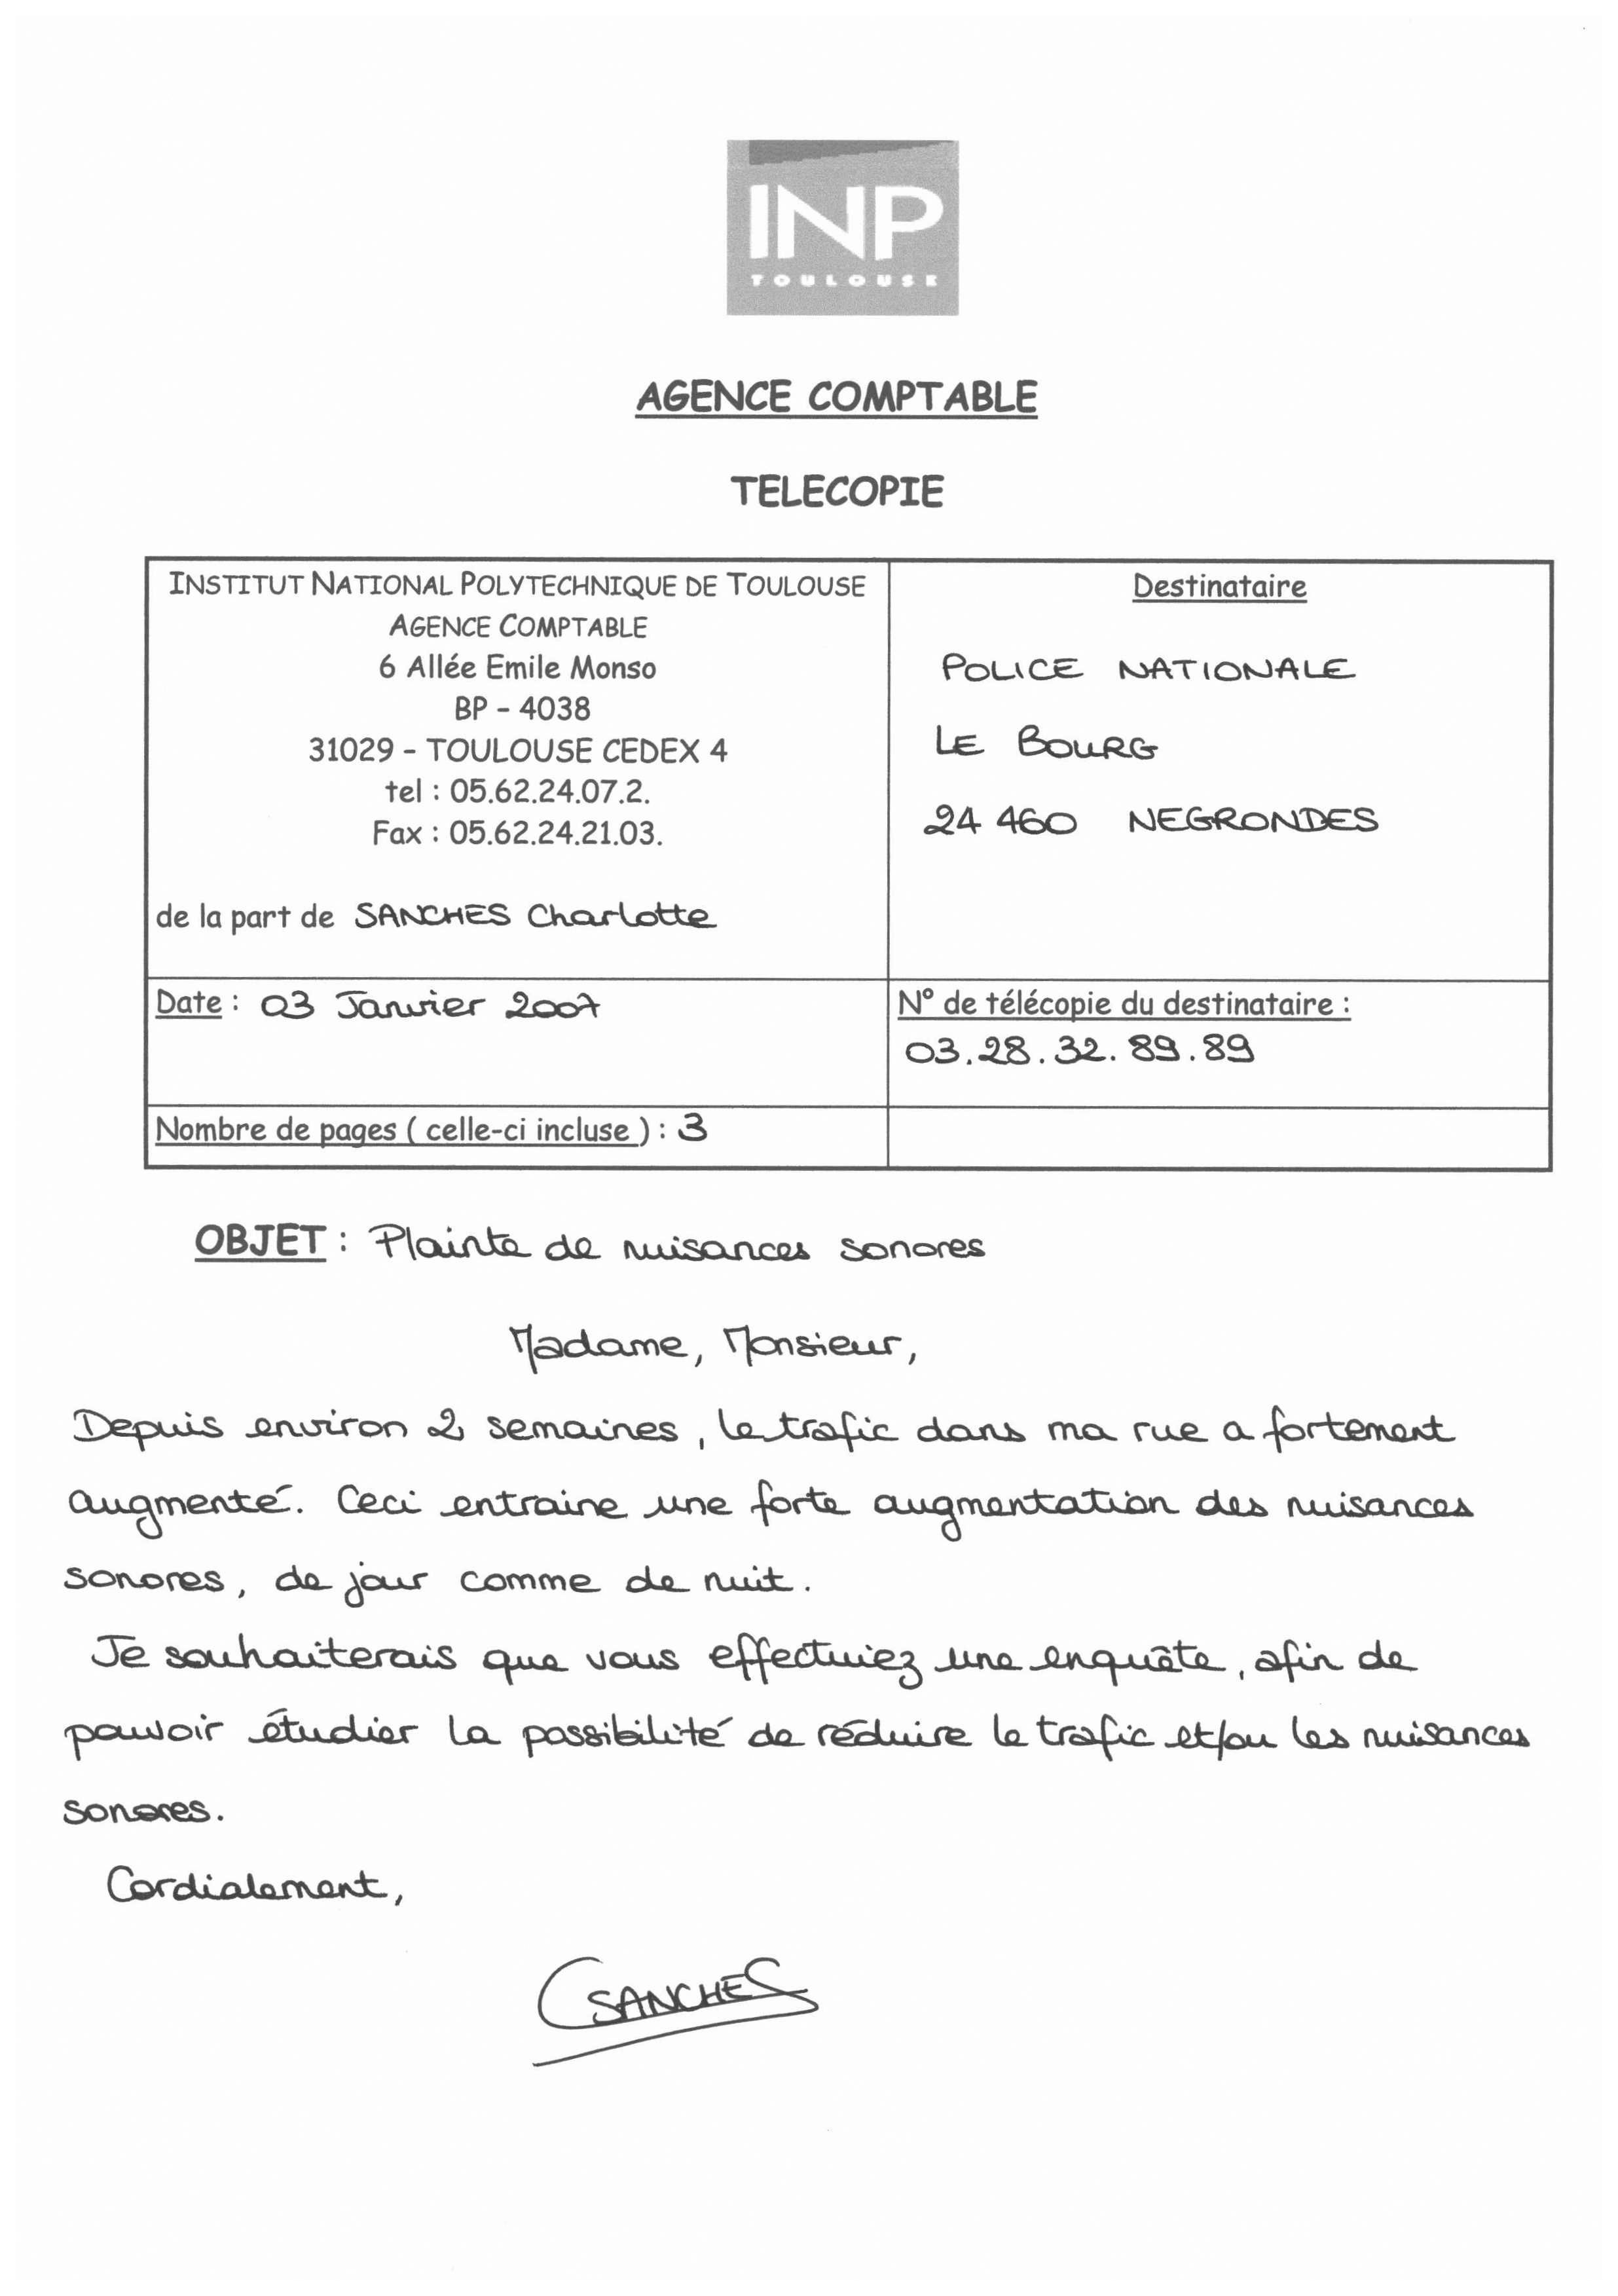 INP
TOULOUSE
AGENCE COMPTABLE
TELECOPIE
INSTITUT NATIONAL POLYTECHNIQUE DE TOULOUSE
AGENCE COMPTABLE
6 Allée Emile Monso
BP - 4038
31029 - TOULOUSE CEDEX 4
tel : 05.62.24.07.2.
Fax : 05.62.24.21.03.
de la part de SANCHES Charlotte
Destinataire
POLICE NATIONALE
LE BOURG
24 460 NEGRONDES
Date : 03 Janvier 2007
N° de télécopie du destinataire :
03.28.32.89.89
Nombre de pages ( celle-ci incluse ) : 3
OBJET : Plainte de nuisances sonores
Madame, Monsieur,
Depuis environ 2 semaines, le trafic dans ma rue a fortement
augmenté. Ceci entraine une forte augmentation des nuisances
sonores, de jour comme de nuit.
Je souhaiterais que vous effectuiez une enquête, afin de
pouvoir étudier la possibilité de réduire le trafic et/ou les nuisances
sonores.
Cordialement,
CSANCHES